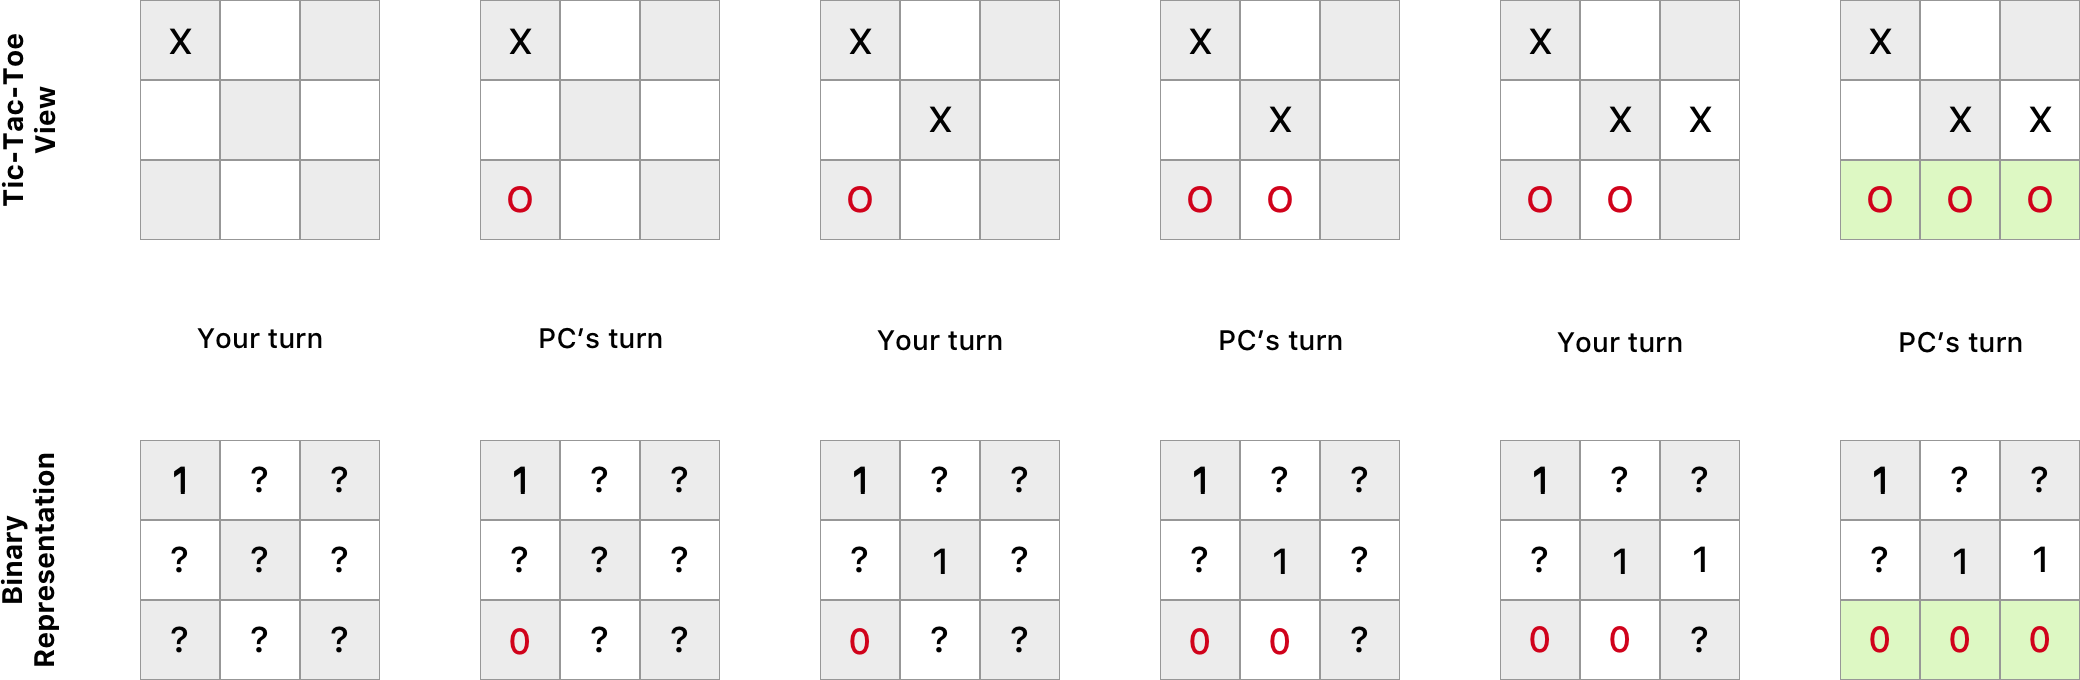 Tic-Tac-Toe
View
X X X X X X
X X X X X
O O O O O O O O O O
Your turn PC’s turn Your turn PC’s turn Your turn PC’s turn
Binary
Representation
1 ? ? 1 ? ? 1 ? ? 1 ? ? 1 ? ? 1 ? ?
? ? ? ? ? ? ? 1 ? ? 1 ? ? 1 1 ? 1 1
? ? ? 0 ? ? 0 ? ? 0 0 ? 0 0 ? 0 0 0